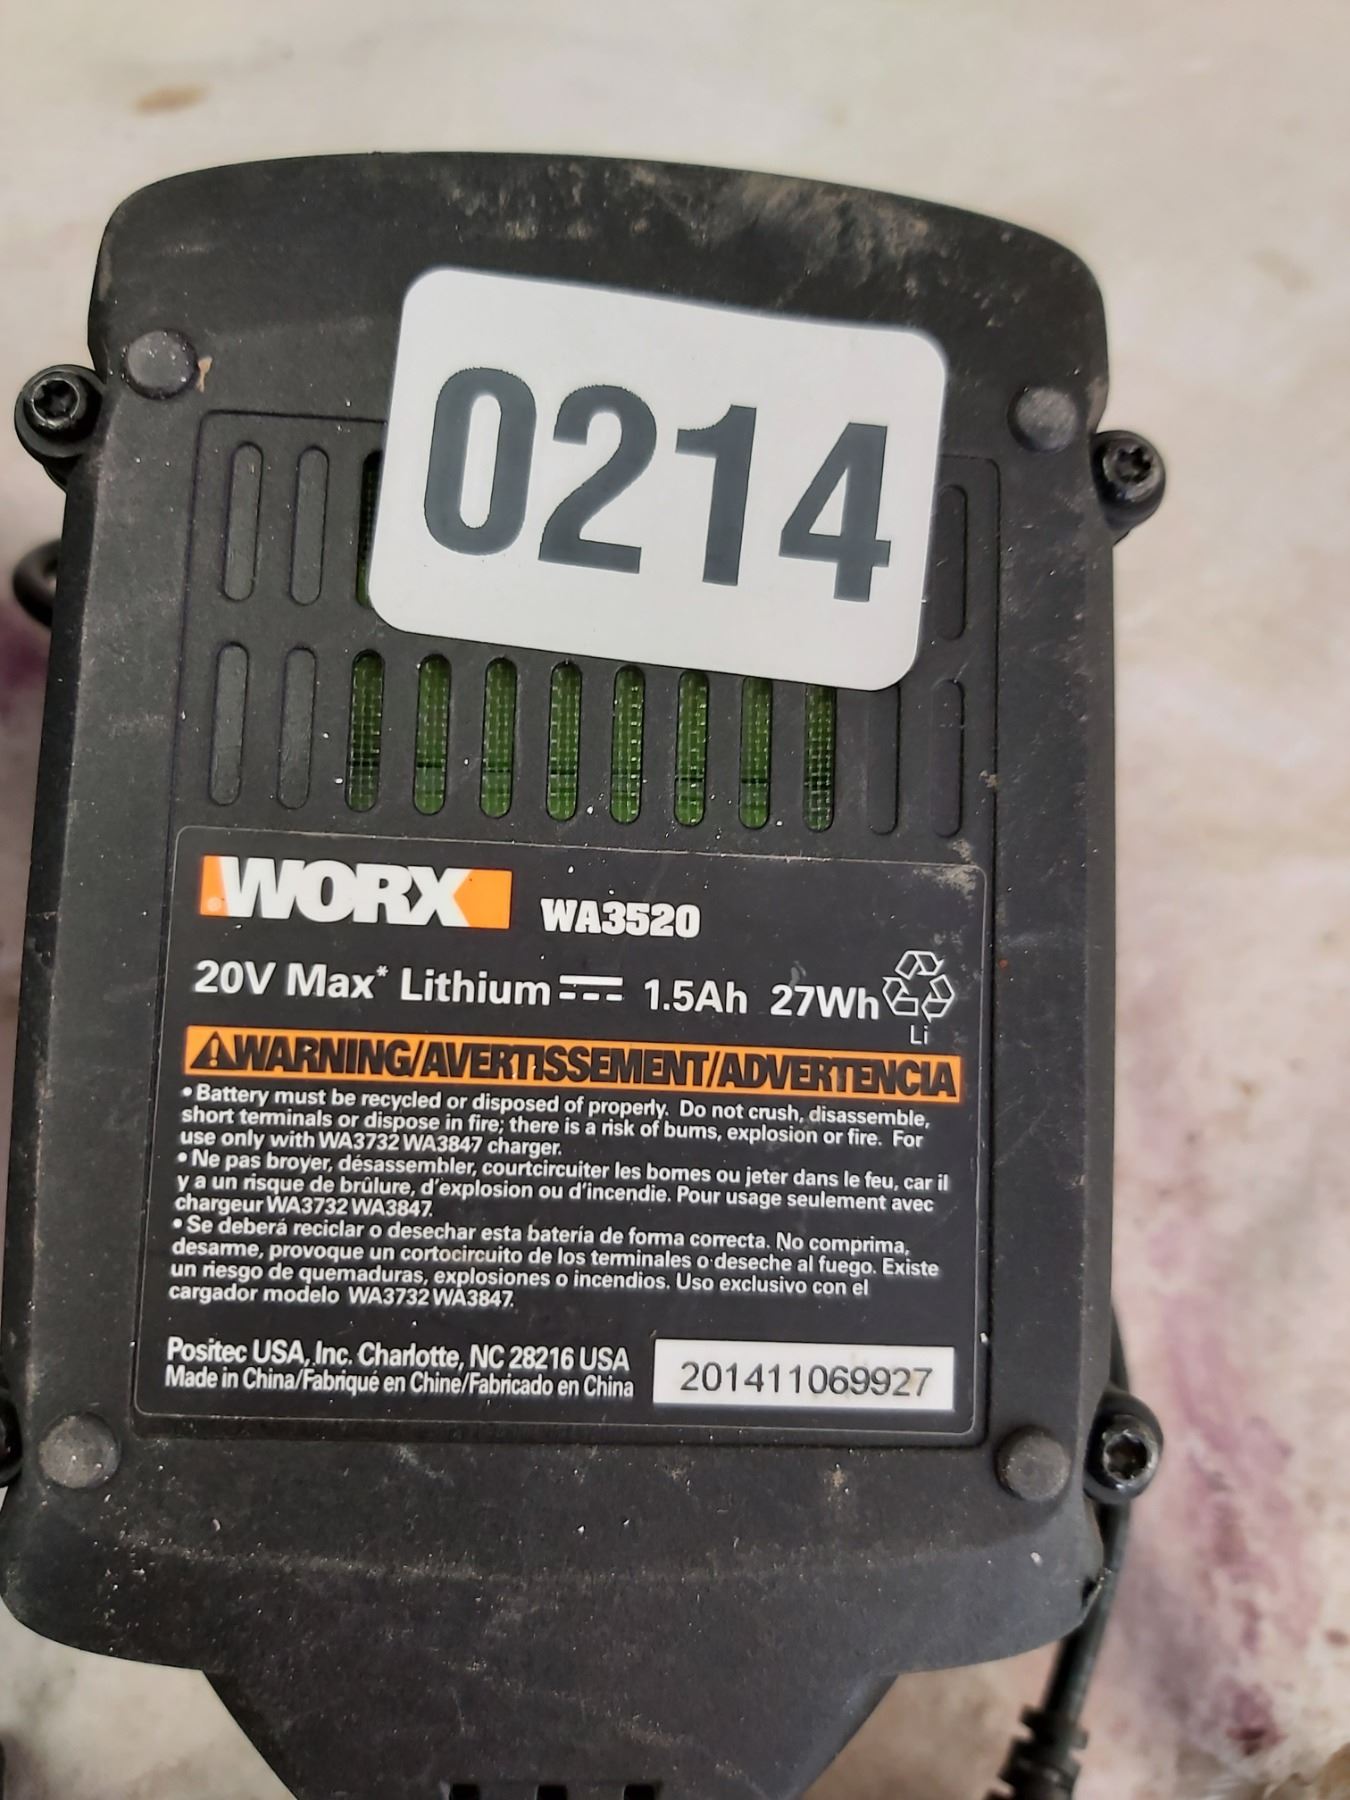 0214
WORX WA3520
20V Max* Lithium 1.5Ah 27Wh
Li
WARNING/AVERTISSEMENT/ADVERTENCIA
• Battery must be recycled or disposed of properly. Do not crush, disassemble,
short terminals or dispose in fire; there is a risk of burns, explosion or fire. For
use only with WA3732 WA3847 charger.
• Ne pas broyer, désassembler, courtcircuiter les bornes ou jeter dans le feu, car il
y a un risque de brûlure, d'explosion ou d'incendie. Pour usage seulement avec
chargeur WA3732 WA3847.
• Se deberá reciclar o desechar esta batería de forma correcta. No comprima,
desarme, provoque un cortocircuito de los terminales o deseche al fuego. Existe
un riesgo de quemaduras, explosiones o incendios. Uso exclusivo con el
cargador modelo WA3732 WA3847.
Positec USA, Inc. Charlotte, NC 28216 USA
Made in China/Fabriqué en Chine/Fabricado en China
201411069927